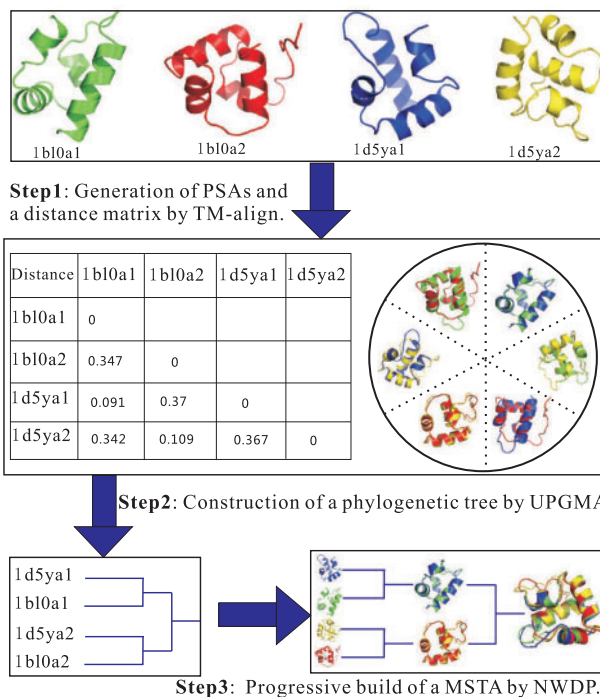 1bl0a1 1bl0a2 1d5ya1 1d5ya2
Step1: Generation of PSAs and
a distance matrix by TM-align.
Distance 1bl0a1 1bl0a2 1d5ya1 1d5ya2
1bl0a1 0
1bl0a2 0.347 0
1d5ya1 0.091 0.37 0
1d5ya2 0.342 0.109 0.367 0
Step2: Construction of a phylogenetic tree by UPGMA
1d5ya1
1bl0a1
1d5ya2
1bl0a2
Step3: Progressive build of a MSTA by NWDP.